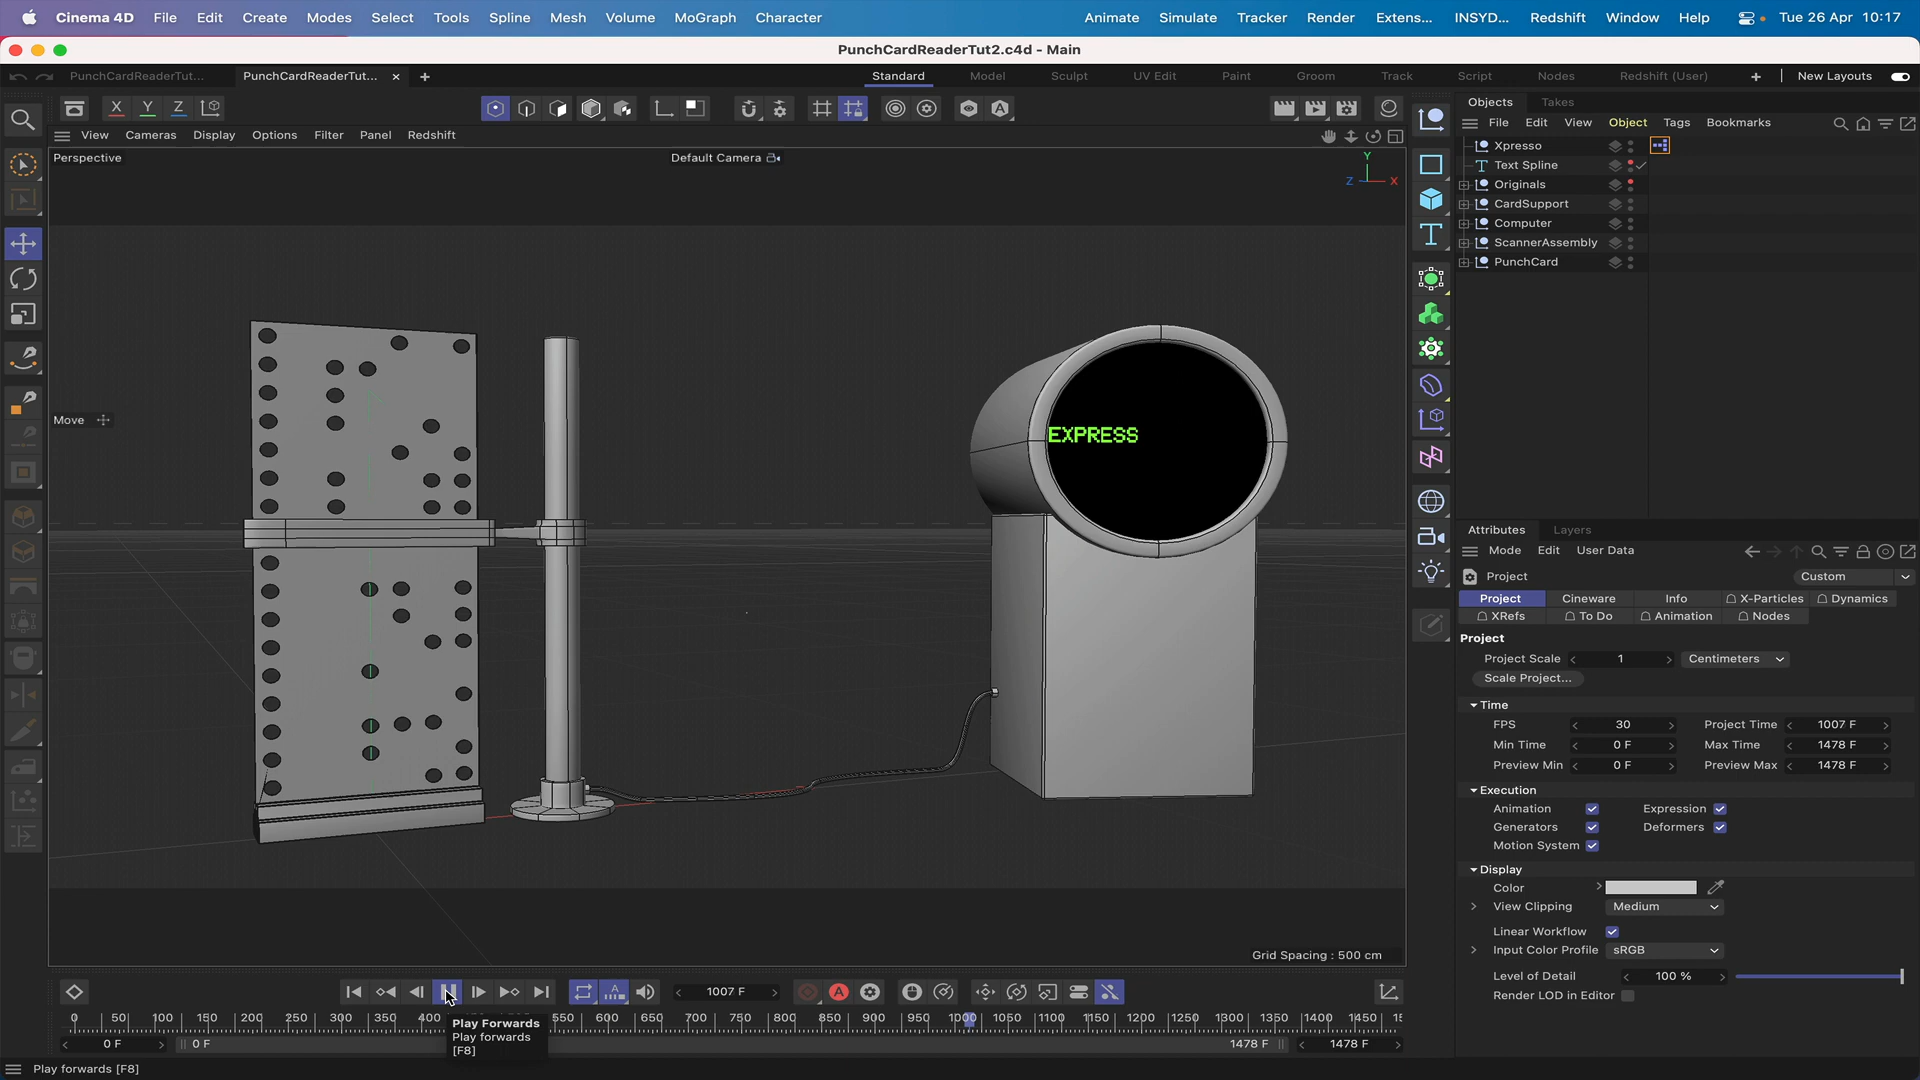 Cinema 4D File Edit Create Modes Select Tools Spline Mesh Volume MoGraph Character Animate Simulate Tracker Render Extens... INSYD... Redshift Window Help Tue 26 Apr 10:17
PunchCardReaderTut2.c4d - Main
PunchCardReaderTut... PunchCardReaderTut... × + Standard Model Sculpt UV Edit Paint Groom Track Script Nodes Redshift (User) + New Layouts
X Y Z
View Cameras Display Options Filter Panel Redshift
Perspective Default Camera
Y
Z X
Move
EXPRESS
Grid Spacing : 500 cm
Objects Takes
File Edit View Object Tags Bookmarks
Xpresso
Text Spline
Originals
CardSupport
Computer
ScannerAssembly
PunchCard
Attributes Layers
Mode Edit User Data
Project Custom
Project Cineware Info X-Particles Dynamics
XRefs To Do Animation Nodes
Project
Project Scale 1 Centimeters
Scale Project...
Time
FPS 30 Project Time 1007 F
Min Time 0 F Max Time 1478 F
Preview Min 0 F Preview Max 1478 F
Execution
Animation Expression
Generators Deformers
Motion System
Display
Color
View Clipping Medium
Linear Workflow
Input Color Profile sRGB
Level of Detail 100 %
Render LOD in Editor
1007 F
0 50 100 150 200 250 300 350 400 550 600 650 700 750 800 850 900 950 1000 1050 1100 1150 1200 1250 1300 1350 1400 1450
Play Forwards
Play forwards
[F8]
0 F 0 F 1478 F 1478 F
Play forwards [F8]